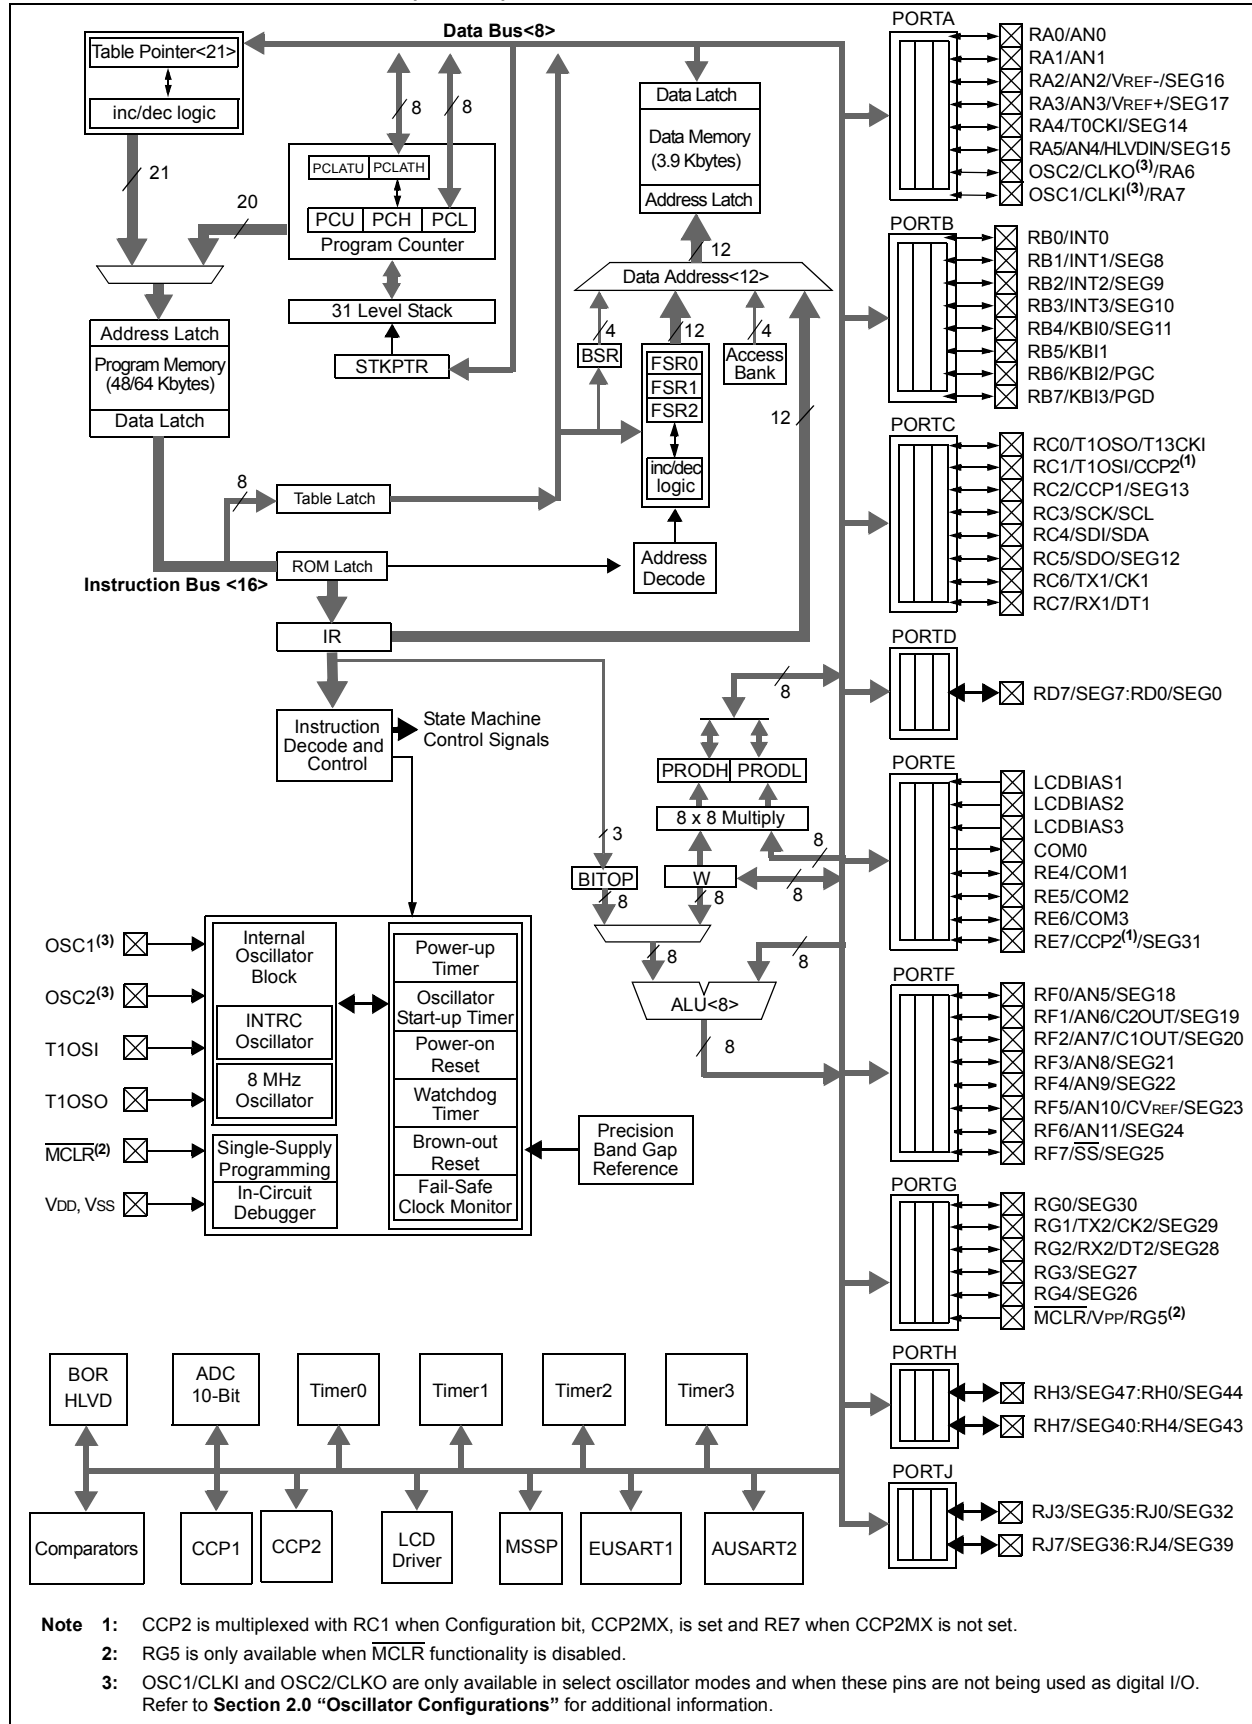 Data Bus<8>
Table Pointer<21>
inc/dec logic
21
8
8
PCLATU PCLATH
PCU PCH PCL
Program Counter
20
31 Level Stack
STKPTR
Address Latch
Program Memory
(48/64 Kbytes)
Data Latch
Data Latch
Data Memory
(3.9 Kbytes)
Address Latch
12
Data Address<12>
4
12
4
BSR
FSR0
FSR1
FSR2
inc/dec
logic
Access
Bank
12
8
Table Latch
ROM Latch
Instruction Bus <16>
Address
Decode
IR
Instruction
Decode and
Control
State Machine
Control Signals
8
PRODH PRODL
8 x 8 Multiply
3
8
BITOP
W
8
8
8
8
8
ALU<8>
8
OSC1(3)
OSC2(3)
T1OSI
T1OSO
MCLR(2)
VDD, VSS
Internal
Oscillator
Block
INTRC
Oscillator
8 MHz
Oscillator
Single-Supply
Programming
In-Circuit
Debugger
Power-up
Timer
Oscillator
Start-up Timer
Power-on
Reset
Watchdog
Timer
Brown-out
Reset
Fail-Safe
Clock Monitor
Precision
Band Gap
Reference
BOR
HLVD
ADC
10-Bit
Timer0
Timer1
Timer2
Timer3
Comparators
CCP1
CCP2
LCD
Driver
MSSP
EUSART1
AUSART2
PORTA
RA0/AN0
RA1/AN1
RA2/AN2/VREF-/SEG16
RA3/AN3/VREF+/SEG17
RA4/T0CKI/SEG14
RA5/AN4/HLVDIN/SEG15
OSC2/CLKO(3)/RA6
OSC1/CLKI(3)/RA7
PORTB
RB0/INT0
RB1/INT1/SEG8
RB2/INT2/SEG9
RB3/INT3/SEG10
RB4/KBI0/SEG11
RB5/KBI1
RB6/KBI2/PGC
RB7/KBI3/PGD
PORTC
RC0/T1OSO/T13CKI
RC1/T1OSI/CCP2(1)
RC2/CCP1/SEG13
RC3/SCK/SCL
RC4/SDI/SDA
RC5/SDO/SEG12
RC6/TX1/CK1
RC7/RX1/DT1
PORTD
RD7/SEG7:RD0/SEG0
PORTE
LCDBIAS1
LCDBIAS2
LCDBIAS3
COM0
RE4/COM1
RE5/COM2
RE6/COM3
RE7/CCP2(1)/SEG31
PORTF
RF0/AN5/SEG18
RF1/AN6/C2OUT/SEG19
RF2/AN7/C1OUT/SEG20
RF3/AN8/SEG21
RF4/AN9/SEG22
RF5/AN10/CVREF/SEG23
RF6/AN11/SEG24
RF7/SS/SEG25
PORTG
RG0/SEG30
RG1/TX2/CK2/SEG29
RG2/RX2/DT2/SEG28
RG3/SEG27
RG4/SEG26
MCLR/VPP/RG5(2)
PORTH
RH3/SEG47:RH0/SEG44
RH7/SEG40:RH4/SEG43
PORTJ
RJ3/SEG35:RJ0/SEG32
RJ7/SEG36:RJ4/SEG39
Note 1: CCP2 is multiplexed with RC1 when Configuration bit, CCP2MX, is set and RE7 when CCP2MX is not set.
2: RG5 is only available when MCLR functionality is disabled.
3: OSC1/CLKI and OSC2/CLKO are only available in select oscillator modes and when these pins are not being used as digital I/O.
Refer to Section 2.0 “Oscillator Configurations” for additional information.